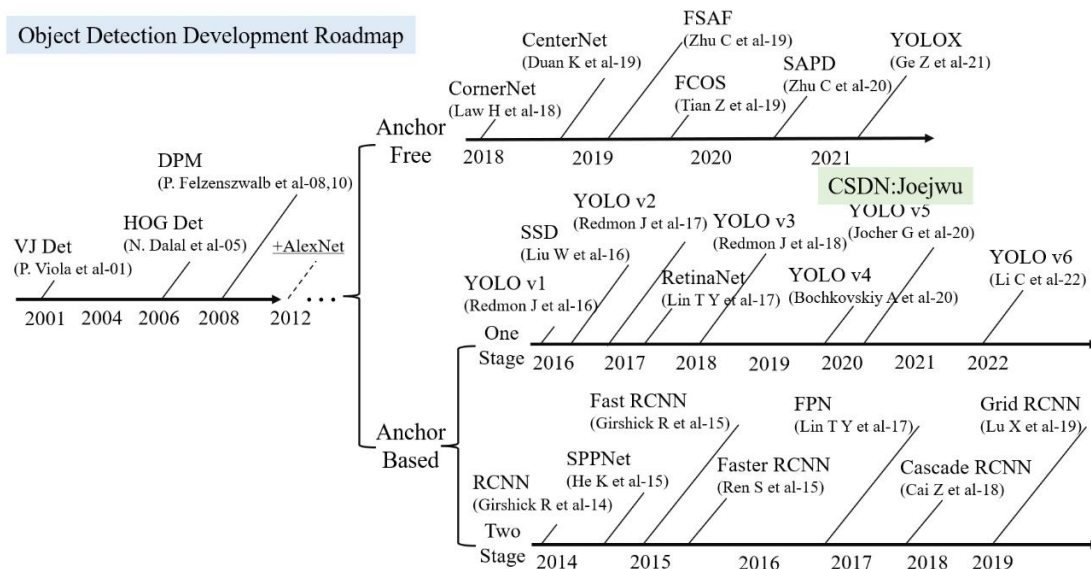 Object Detection Development Roadmap
VJ Det
(P. Viola et-01)
HOG Det
(N. Dalal et-05)
DPM
(P. Felzenszwalb et al-08,10)
+AlexNet
...
2001
2004
2006
2008
2012
Anchor
Free
CornerNet
(Law H et al-18)
CenterNet
(Duan K et al-19)
FSAF
(Zhu C et al-19)
FCOS
(Tian Z et al-19)
SAPD
(Zhu C et al-20)
YOLOX
(Ge Z et al-21)
2018
2019
2020
2021
CSDN:Joejwu
Anchor
Based
One
Stage
YOLO v1
(Redmon J et al-16)
SSD
(Liu W et al-16)
YOLO v2
(Redmon J et al-17)
RetinaNet
(Lin T Y et al-17)
YOLO v3
(Redmon J et al-18)
YOLO v4
(Bochkovskiy A et al-20)
YOLO v5
(Jocher G et al-20)
YOLO v6
(Li C et al-22)
2016
2017
2018
2019
2020
2021
2022
Two
Stage
RCNN
(Girshick R et al-14)
SPPNet
(He K et al-15)
Fast RCNN
(Girshick R et al-15)
Faster RCNN
(Ren S et al-15)
FPN
(Lin T Y et al-17)
Cascade RCNN
(Cai Z et al-18)
Grid RCNN
(Lu X et al-19)
2014
2015
2016
2017
2018
2019